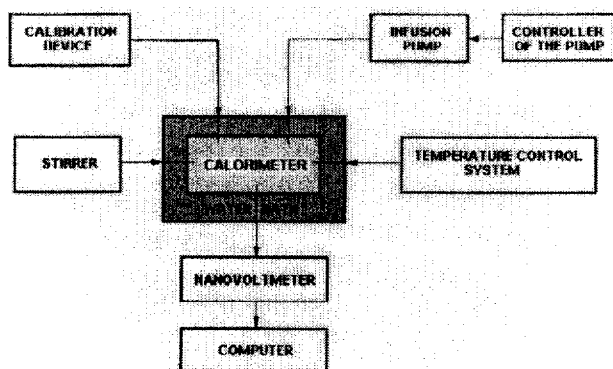 CALIBRATION
DEVICE
INFUSION
PUMP
CONTROLLER
OF THE PUMP
STIRRER
CALORIMETER
TEMPERATURE CONTROL
SYSTEM
NANOVOLTMETER
COMPUTER